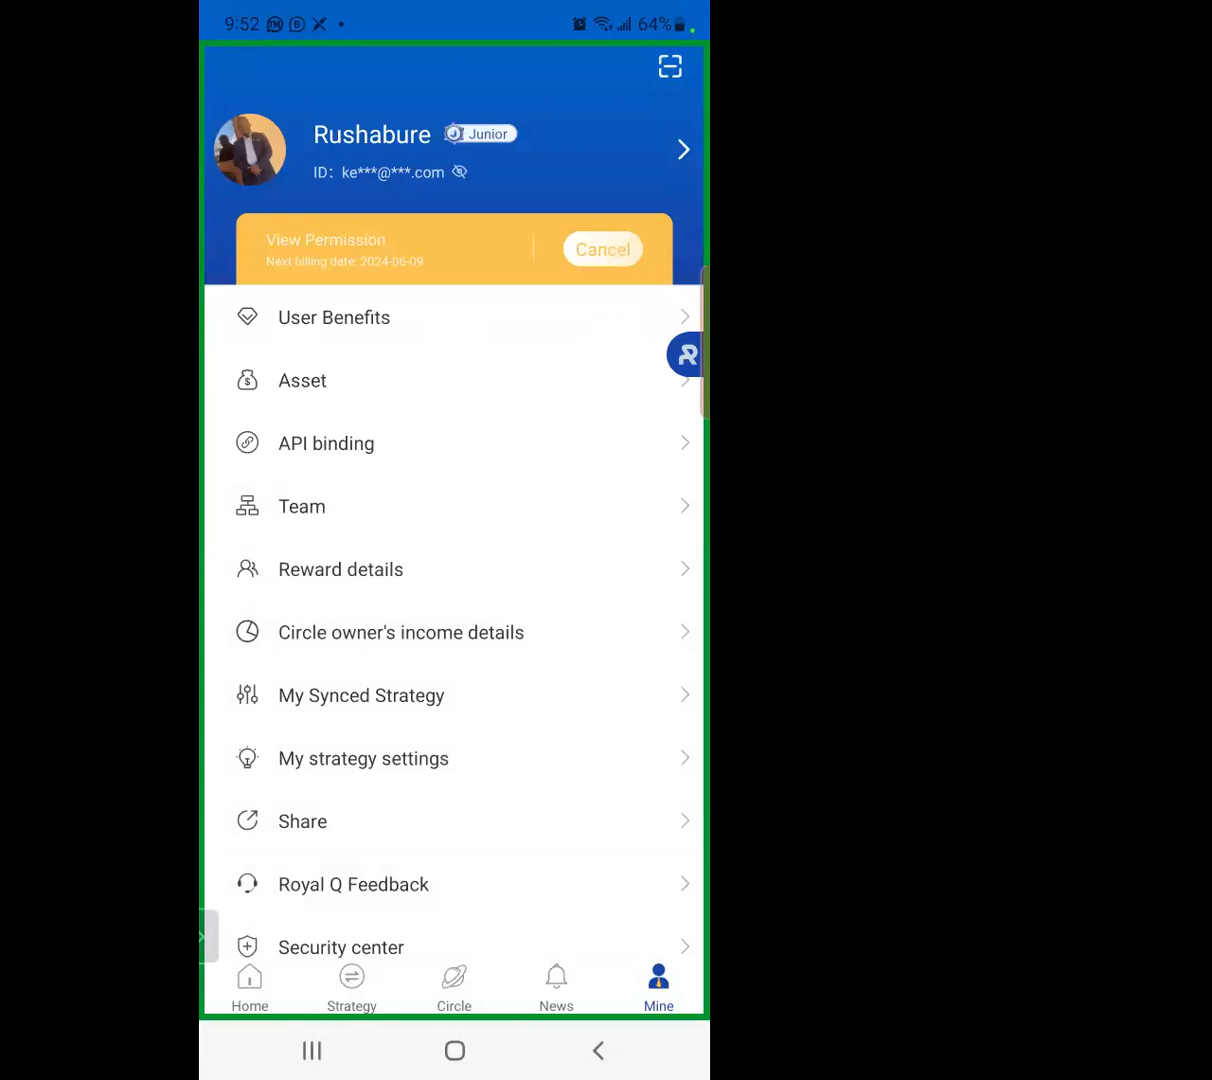 9:52 64%
Rushabure Junior
ID: ke***@***.com
View Permission
Next billing date: 2024-06-09
Cancel
User Benefits
Asset
API binding
Team
Reward details
Circle owner's income details
My Synced Strategy
My strategy settings
Share
Royal Q Feedback
Security center
Home Strategy Circle News Mine